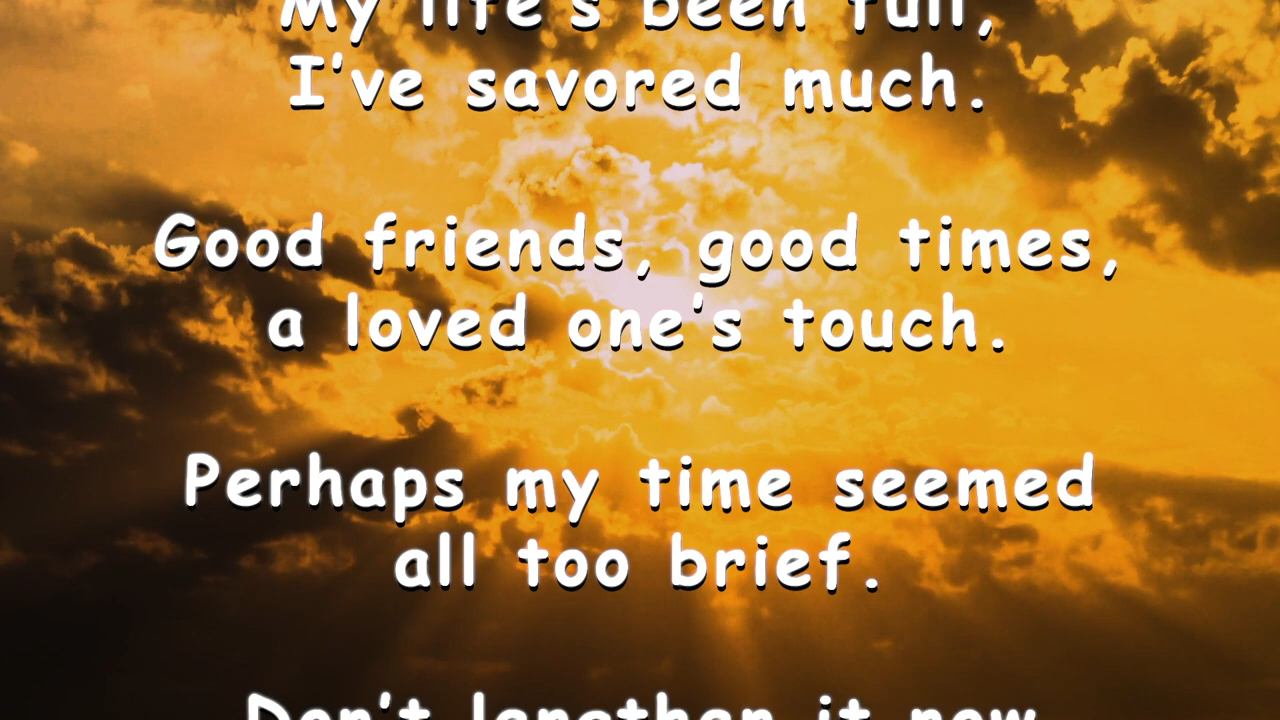 My life's been full,
I've savored much.
Good friends, good times,
a loved one's touch.
Perhaps my time seemed
all too brief.
Don't lengthen it now